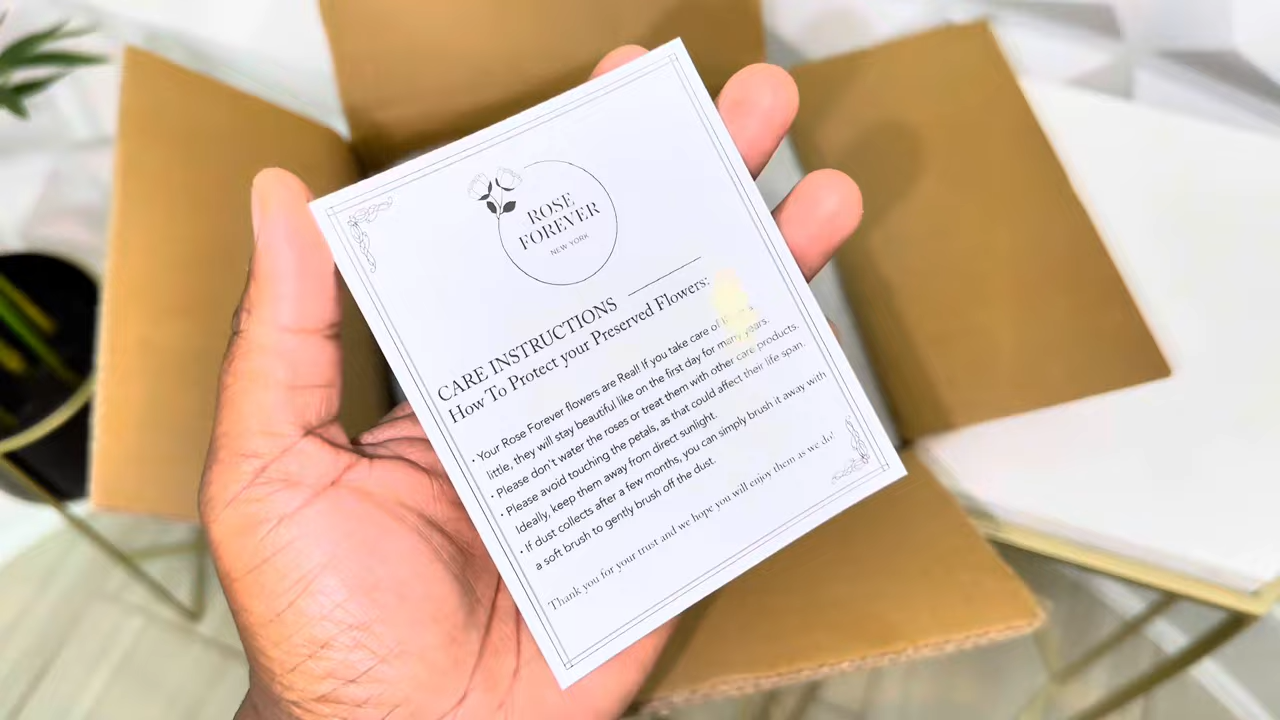 ROSE
FOREVER
NEW YORK
CARE INSTRUCTIONS
How To Protect your Preserved Flowers:
• Your Rose Forever flowers are Real! If you take care of
little, they will stay beautiful like on the first day for many years.
• Please don't water the roses or treat them with other care products.
• Please avoid touching the petals, as that could affect their life span.
Ideally, keep them away from direct sunlight.
• If dust collects after a few months, you can simply brush it away with
a soft brush to gently brush off the dust.
Thank you for your trust and we hope you will enjoy them as we do!